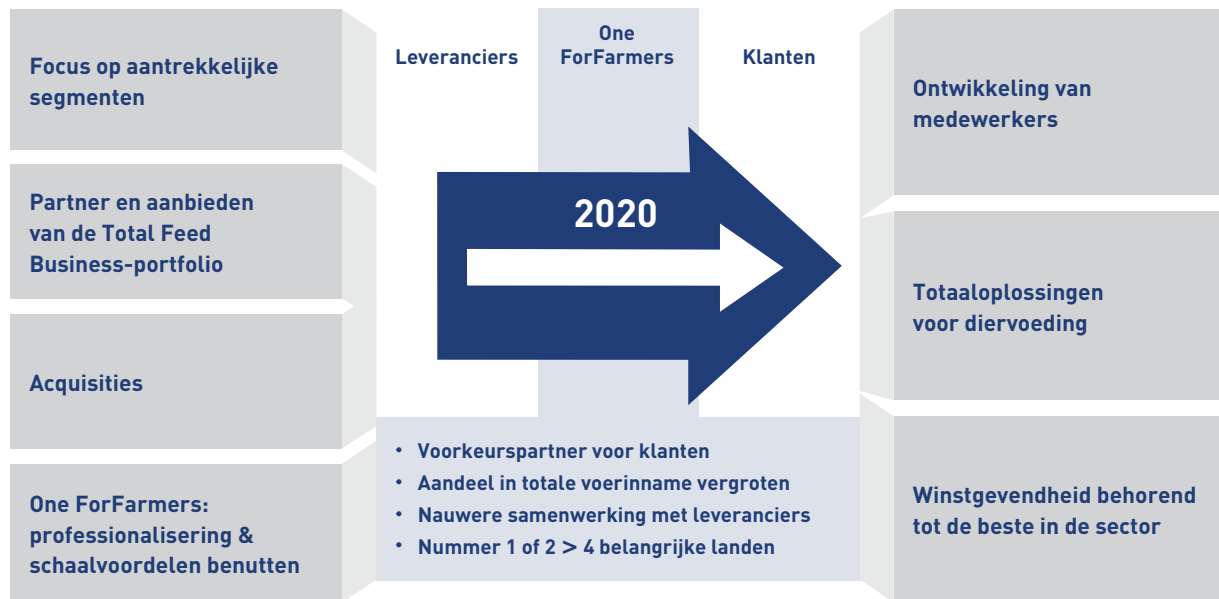 Focus op aantrekkelijke
segmenten
Partner en aanbieden
van de Total Feed
Business-portfolio
Acquisities
One ForFarmers:
professionalisering &
schaalvoordelen benutten
Leveranciers
One
ForFarmers
Klanten
2020
• Voorkeurspartner voor klanten
• Aandeel in totale voerinname vergroten
• Nauwere samenwerking met leveranciers
• Nummer 1 of 2 > 4 belangrijke landen
Ontwikkeling van
medewerkers
Totaaloplossingen
voor diervoeding
Winstgevendheid behorend
tot de beste in de sector